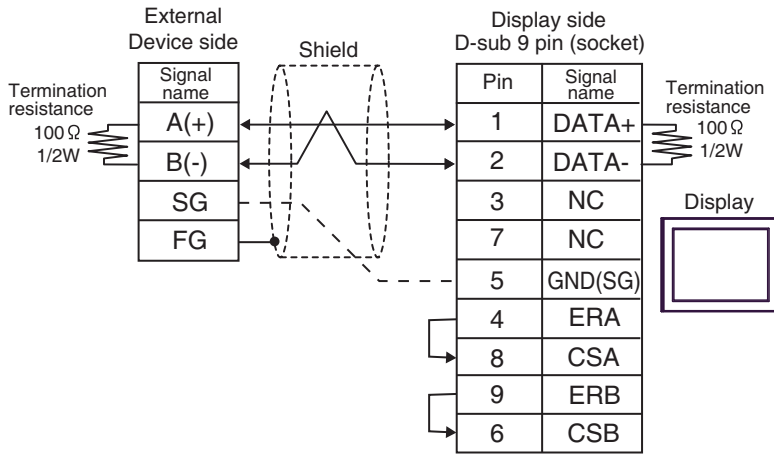 External
Device side
Shield
Display side
D-sub 9 pin (socket)
Termination
resistance
100 Ω
1/2W
Signal
name
A(+)
B(-)
SG
FG
Pin
Signal
name
1 DATA+
2 DATA-
3 NC
7 NC
5 GND(SG)
4 ERA
8 CSA
9 ERB
6 CSB
Termination
resistance
100 Ω
1/2W
Display